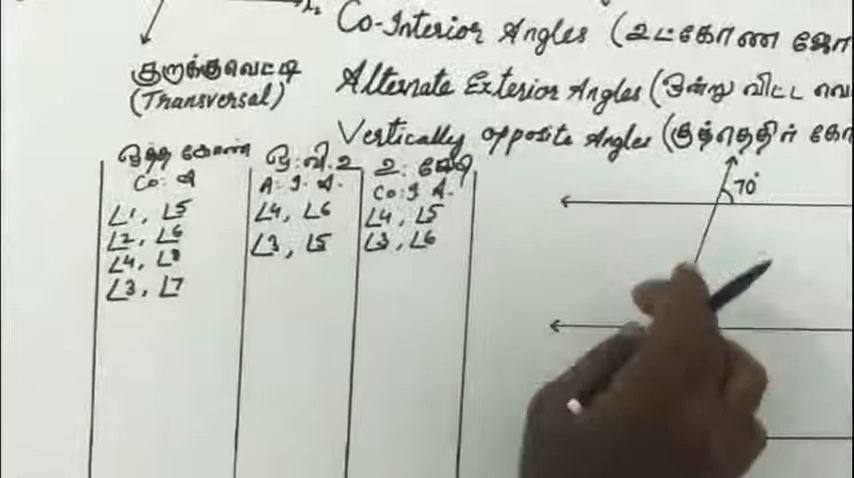 Co-Interior Angles (உட்கோண
குறுக்குவெட்டி
(Transversal)
Alternate Exterior Angles (ஒன்று விட்ட
Vertically opposite Angles (குத்தெதிர்
ஒத்த கோண
Co: A
∠1, ∠5
∠2, ∠6
∠4, ∠8
∠3, ∠7
ஒ.வி.உ
A: I. A.
∠4, ∠6
∠3, ∠5
Co: I A.
∠4, ∠5
∠3, ∠6
70°